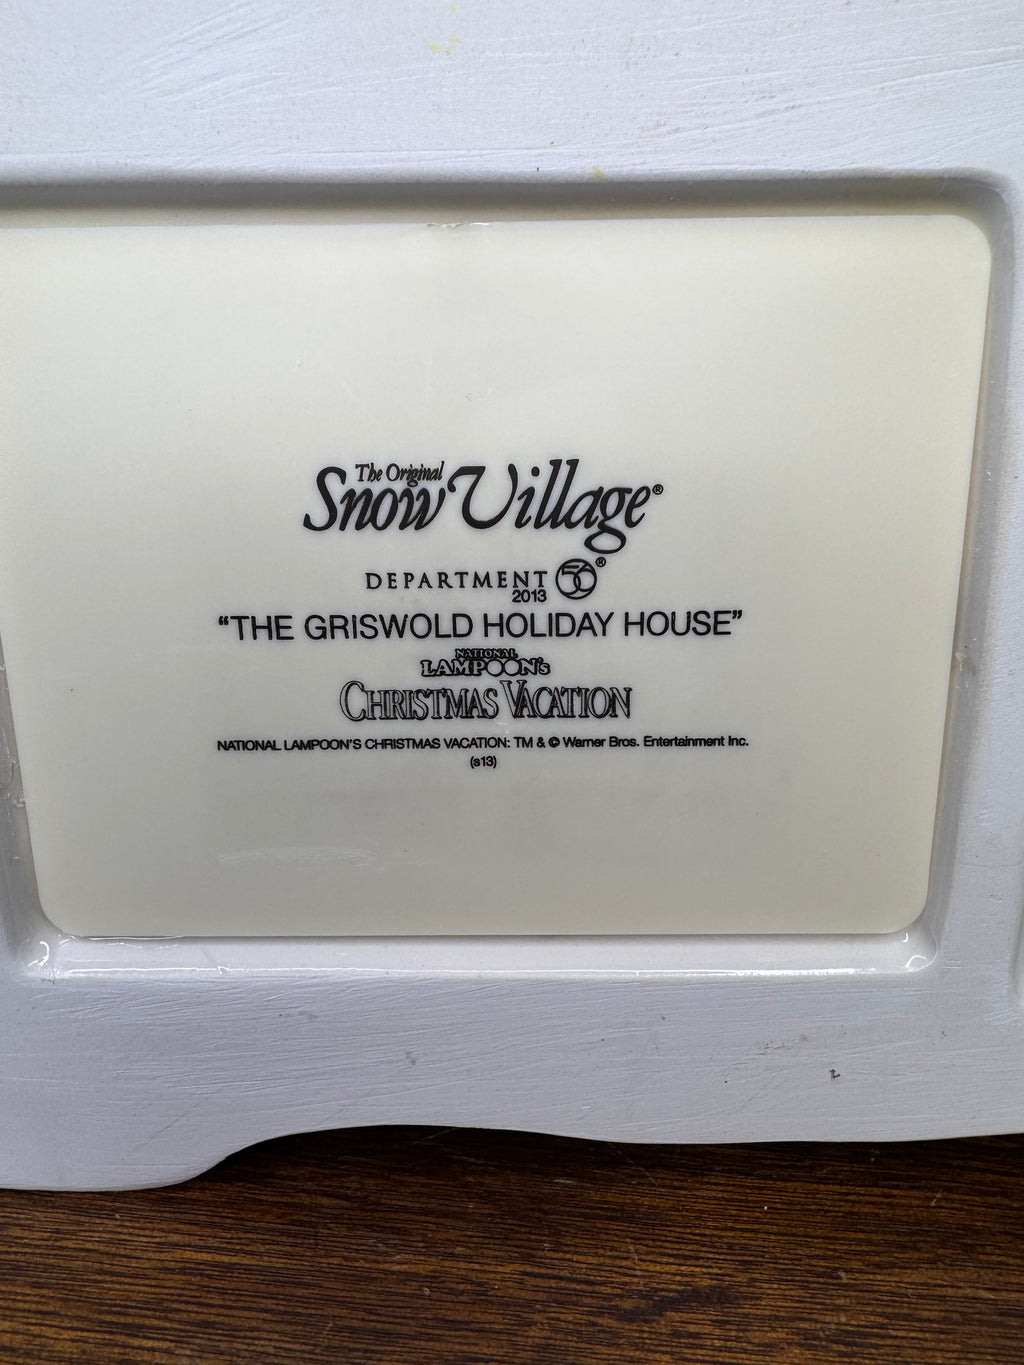 The Original
Snow Village®
DEPARTMENT 56®
2013
“THE GRISWOLD HOLIDAY HOUSE”
NATIONAL
LAMPOON's
CHRISTMAS VACATION
NATIONAL LAMPOON'S CHRISTMAS VACATION: TM & © Warner Bros. Entertainment Inc.
(s13)